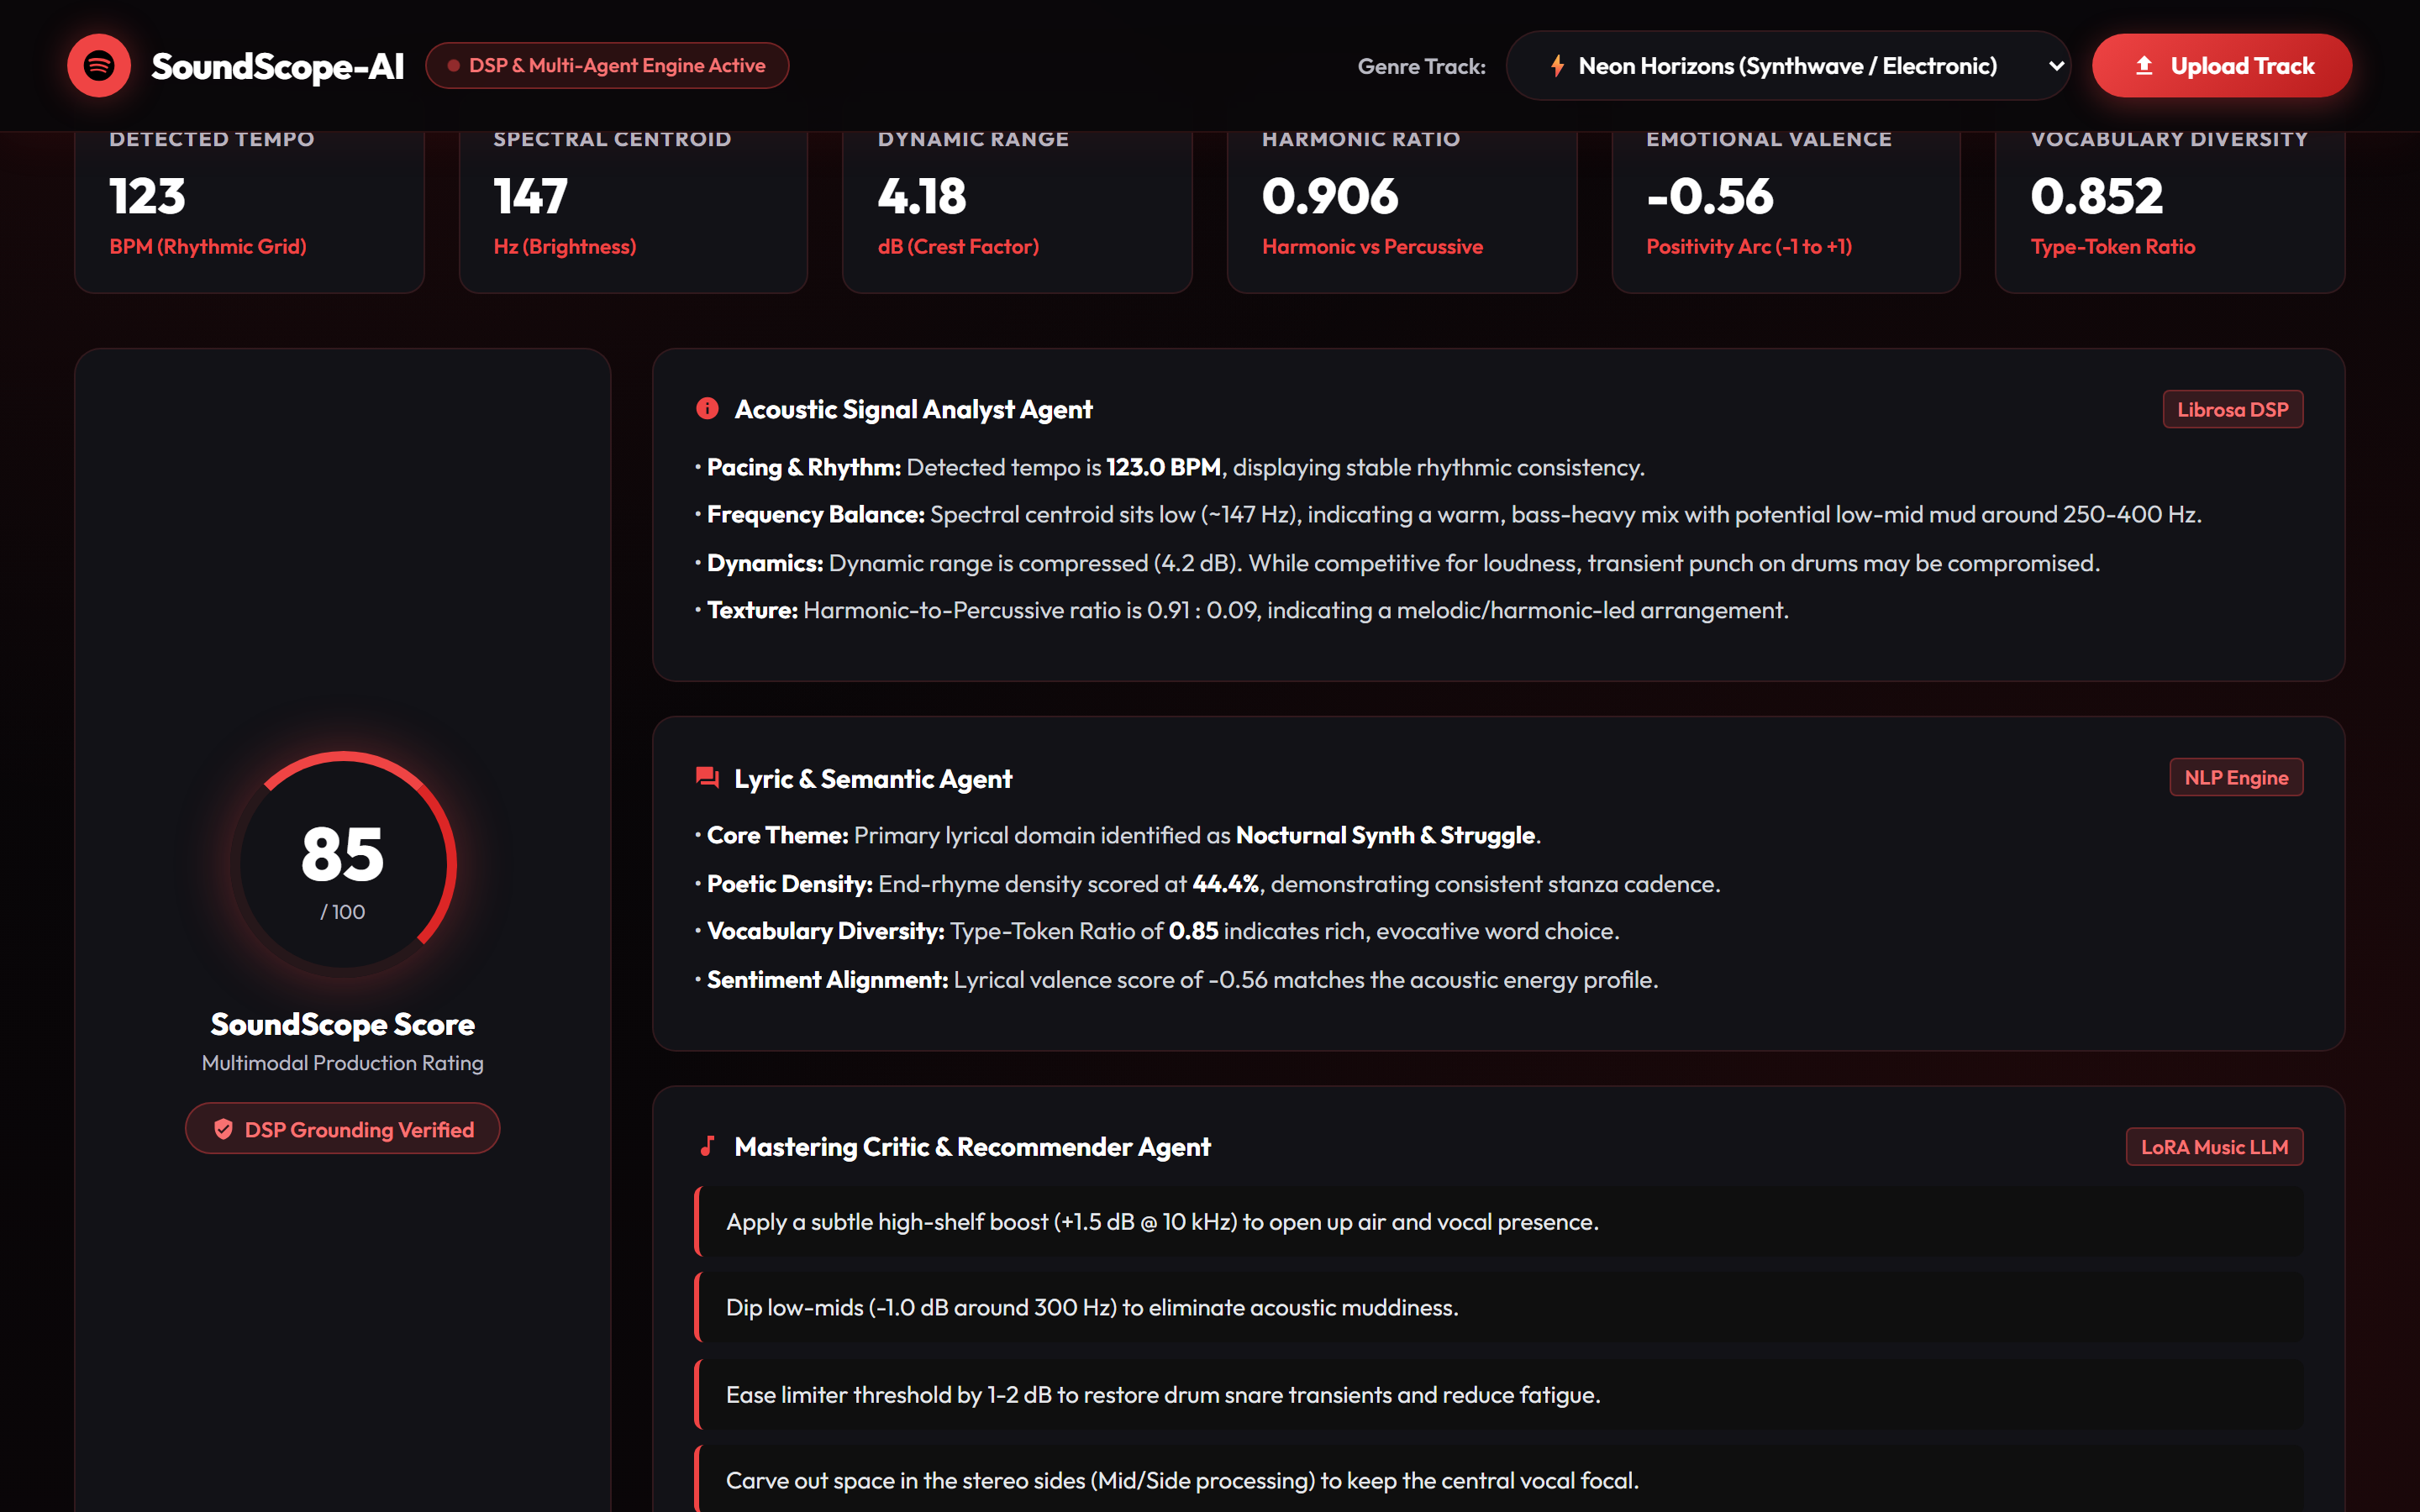 SoundScope-AI
DSP & Multi-Agent Engine Active
Genre Track:
Neon Horizons (Synthwave / Electronic)
Upload Track
DETECTED TEMPO
123
BPM (Rhythmic Grid)
SPECTRAL CENTROID
147
Hz (Brightness)
DYNAMIC RANGE
4.18
dB (Crest Factor)
HARMONIC RATIO
0.906
Harmonic vs Percussive
EMOTIONAL VALENCE
-0.56
Positivity Arc (-1 to +1)
VOCABULARY DIVERSITY
0.852
Type-Token Ratio
85
/ 100
SoundScope Score
Multimodal Production Rating
DSP Grounding Verified
Acoustic Signal Analyst Agent
Librosa DSP
• Pacing & Rhythm: Detected tempo is 123.0 BPM, displaying stable rhythmic consistency.
• Frequency Balance: Spectral centroid sits low (~147 Hz), indicating a warm, bass-heavy mix with potential low-mid mud around 250-400 Hz.
• Dynamics: Dynamic range is compressed (4.2 dB). While competitive for loudness, transient punch on drums may be compromised.
• Texture: Harmonic-to-Percussive ratio is 0.91 : 0.09, indicating a melodic/harmonic-led arrangement.
Lyric & Semantic Agent
NLP Engine
• Core Theme: Primary lyrical domain identified as Nocturnal Synth & Struggle.
• Poetic Density: End-rhyme density scored at 44.4%, demonstrating consistent stanza cadence.
• Vocabulary Diversity: Type-Token Ratio of 0.85 indicates rich, evocative word choice.
• Sentiment Alignment: Lyrical valence score of -0.56 matches the acoustic energy profile.
Mastering Critic & Recommender Agent
LoRA Music LLM
Apply a subtle high-shelf boost (+1.5 dB @ 10 kHz) to open up air and vocal presence.
Dip low-mids (-1.0 dB around 300 Hz) to eliminate acoustic muddiness.
Ease limiter threshold by 1-2 dB to restore drum snare transients and reduce fatigue.
Carve out space in the stereo sides (Mid/Side processing) to keep the central vocal focal.